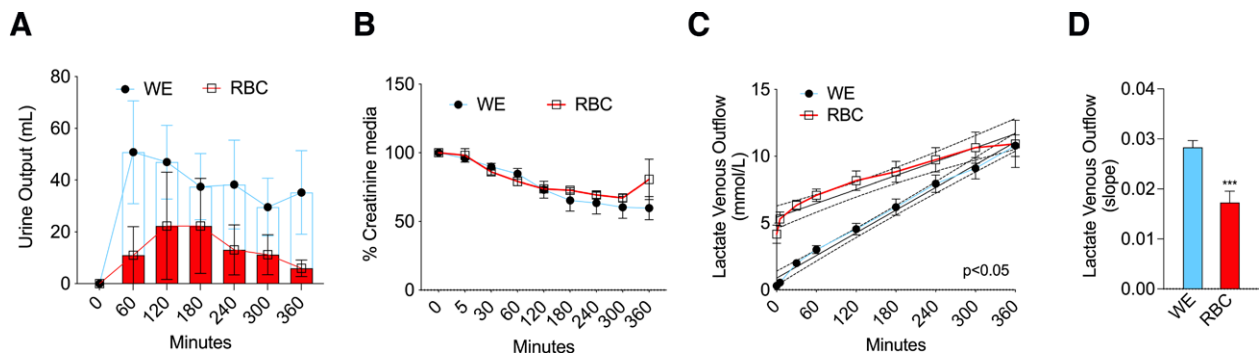 A
Urine Output (mL)
80
60
40
20
0
WE
RBC
0
60
120
180
240
300
360
Minutes
B
% Creatinine media
150
100
50
0
WE
RBC
0
5
30
60
120
180
240
300
360
Minutes
C
Lactate Venous Outflow
(mmol/L)
15
10
5
0
WE
RBC
p<0.05
0
60
120
180
240
300
360
Minutes
D
Lactate Venous Outflow
(slope)
0.04
0.03
0.02
0.01
0.00
***
WE
RBC